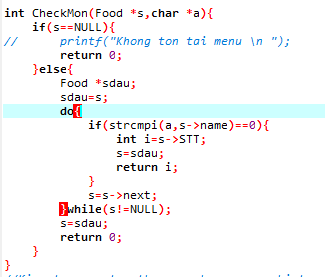 int CheckMon(Food *s,char *a){
    if(s==NULL){
//      printf("Khong ton tai menu \n ");
        return 0;
    }else{
        Food *sdau;
        sdau=s;
        do{
            if(strcmpi(a,s->name)==0){
                int i=s->STT;
                s=sdau;
                return i;
            }
            s=s->next;
        }while(s!=NULL);
        s=sdau;
        return 0;
    }
}